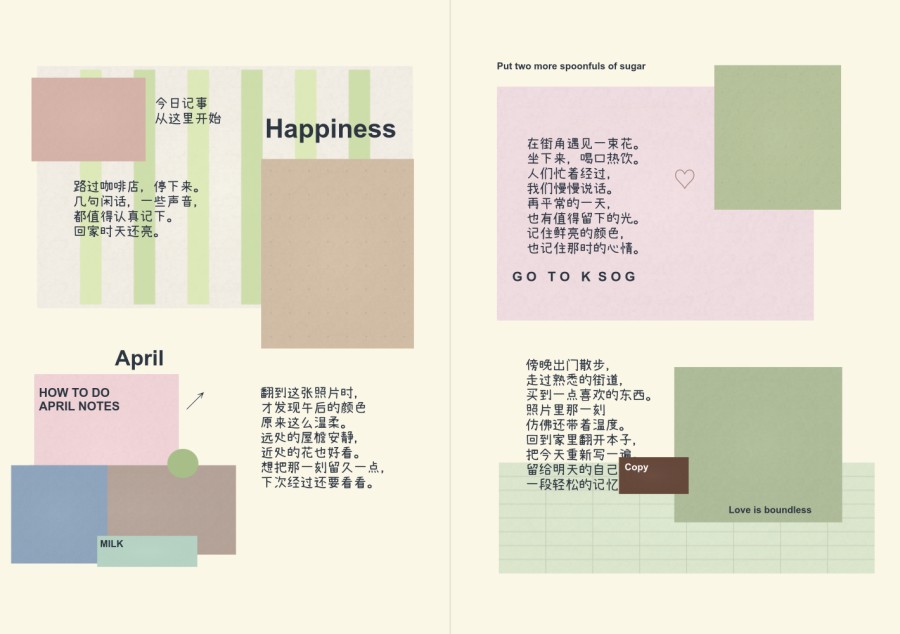 今日记事
从这里开始
Happiness
路过咖啡店，停下来。
几句闲话，一些声音，
都值得认真记下。
回家时天还亮。
April
HOW TO DO
APRIL NOTES
MILK
翻到这张照片时，
才发现午后的颜色
原来这么温柔。
远处的屋檐安静，
近处的花也好看。
想把那一刻留久一点，
下次经过还要看看。
Put two more spoonfuls of sugar
在街角遇见一束花。
坐下来，喝口热饮。
人们忙着经过，
我们慢慢说话。
再平常的一天，
也有值得留下的光。
记住鲜亮的颜色，
也记住那时的心情。
GO TO K SOG
傍晚出门散步，
走过熟悉的街道，
买到一点喜欢的东西。
照片里那一刻
仿佛还带着温度。
回到家里翻开本子，
把今天重新写一遍，
留给明天的自己
一段轻松的记忆
Copy
Love is boundless